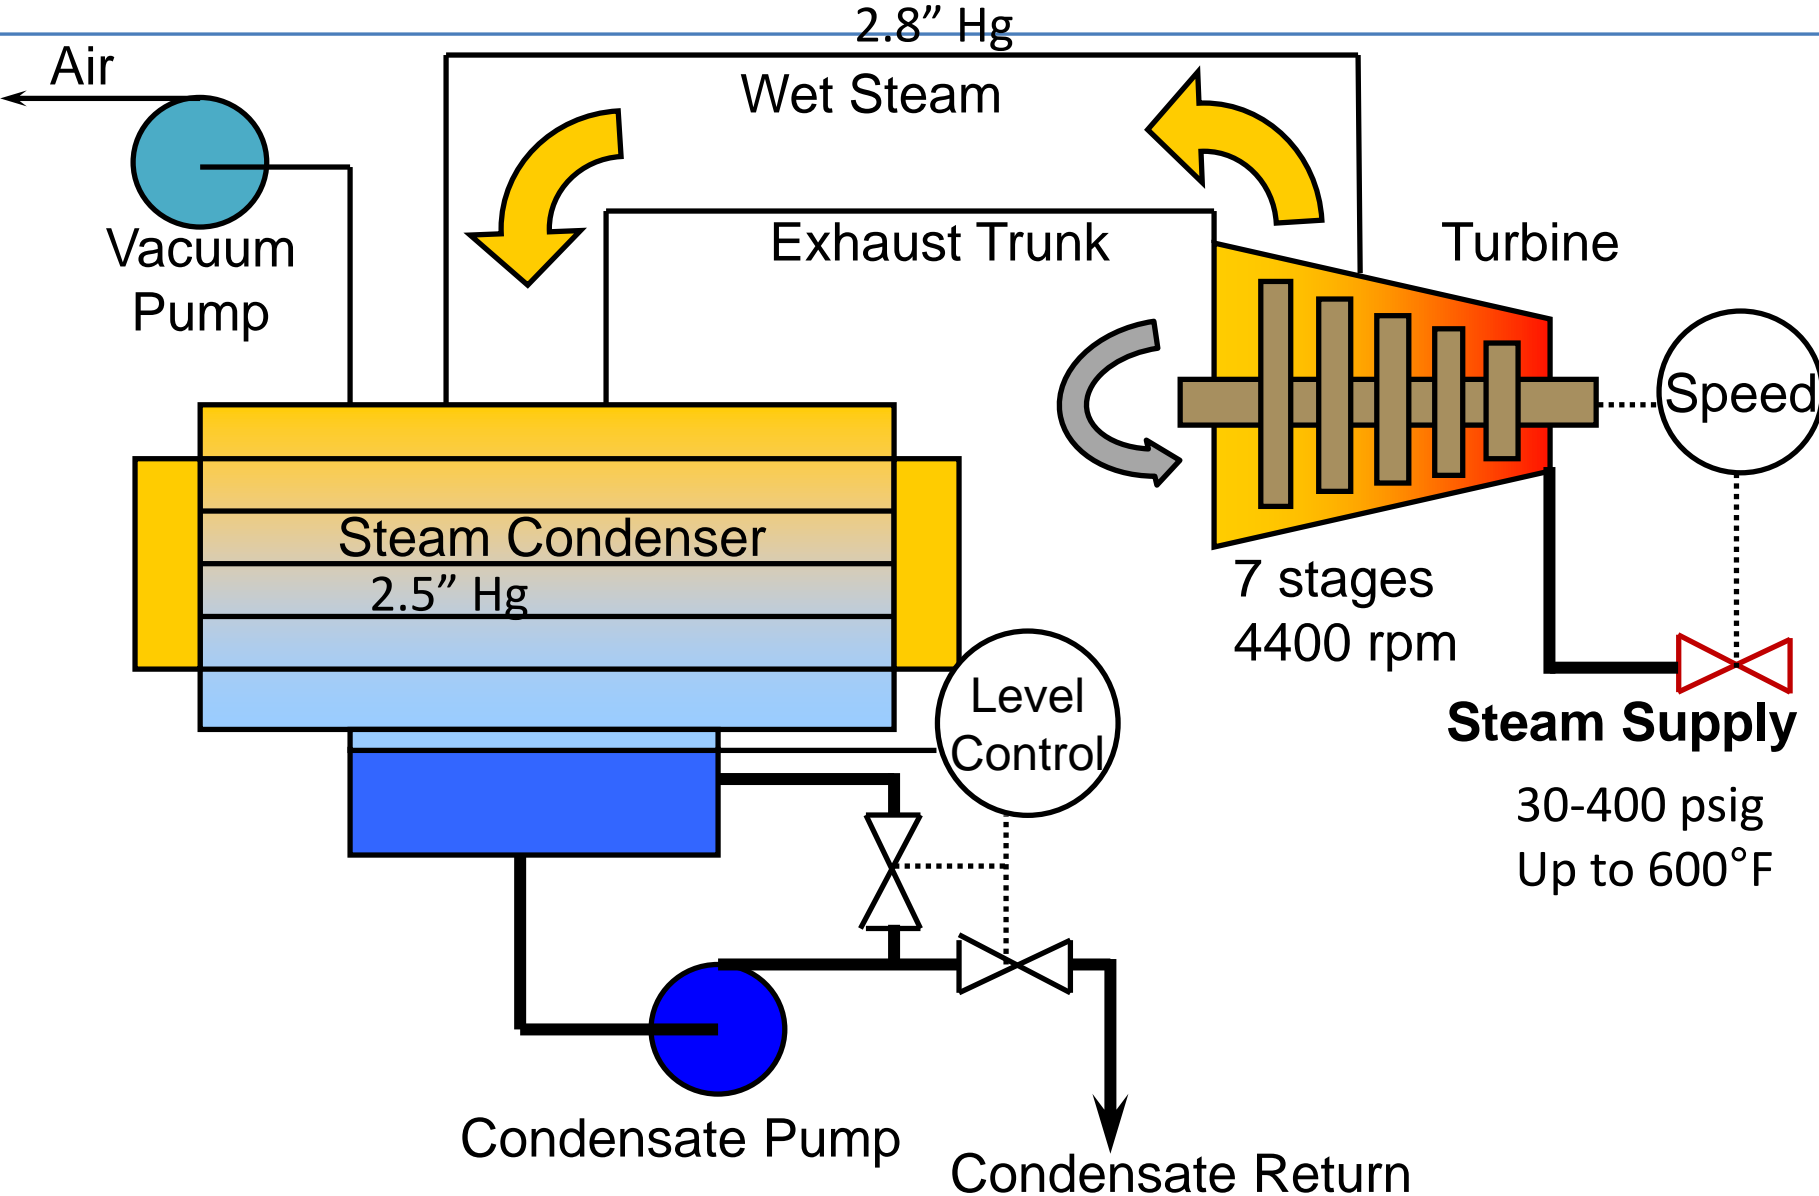 2.8” Hg
Air
Wet Steam
Exhaust Trunk
Turbine
Vacuum
Pump
Speed
Steam Condenser
2.5” Hg
7 stages
4400 rpm
Level
Control
Steam Supply
30-400 psig
Up to 600°F
Condensate Pump
Condensate Return